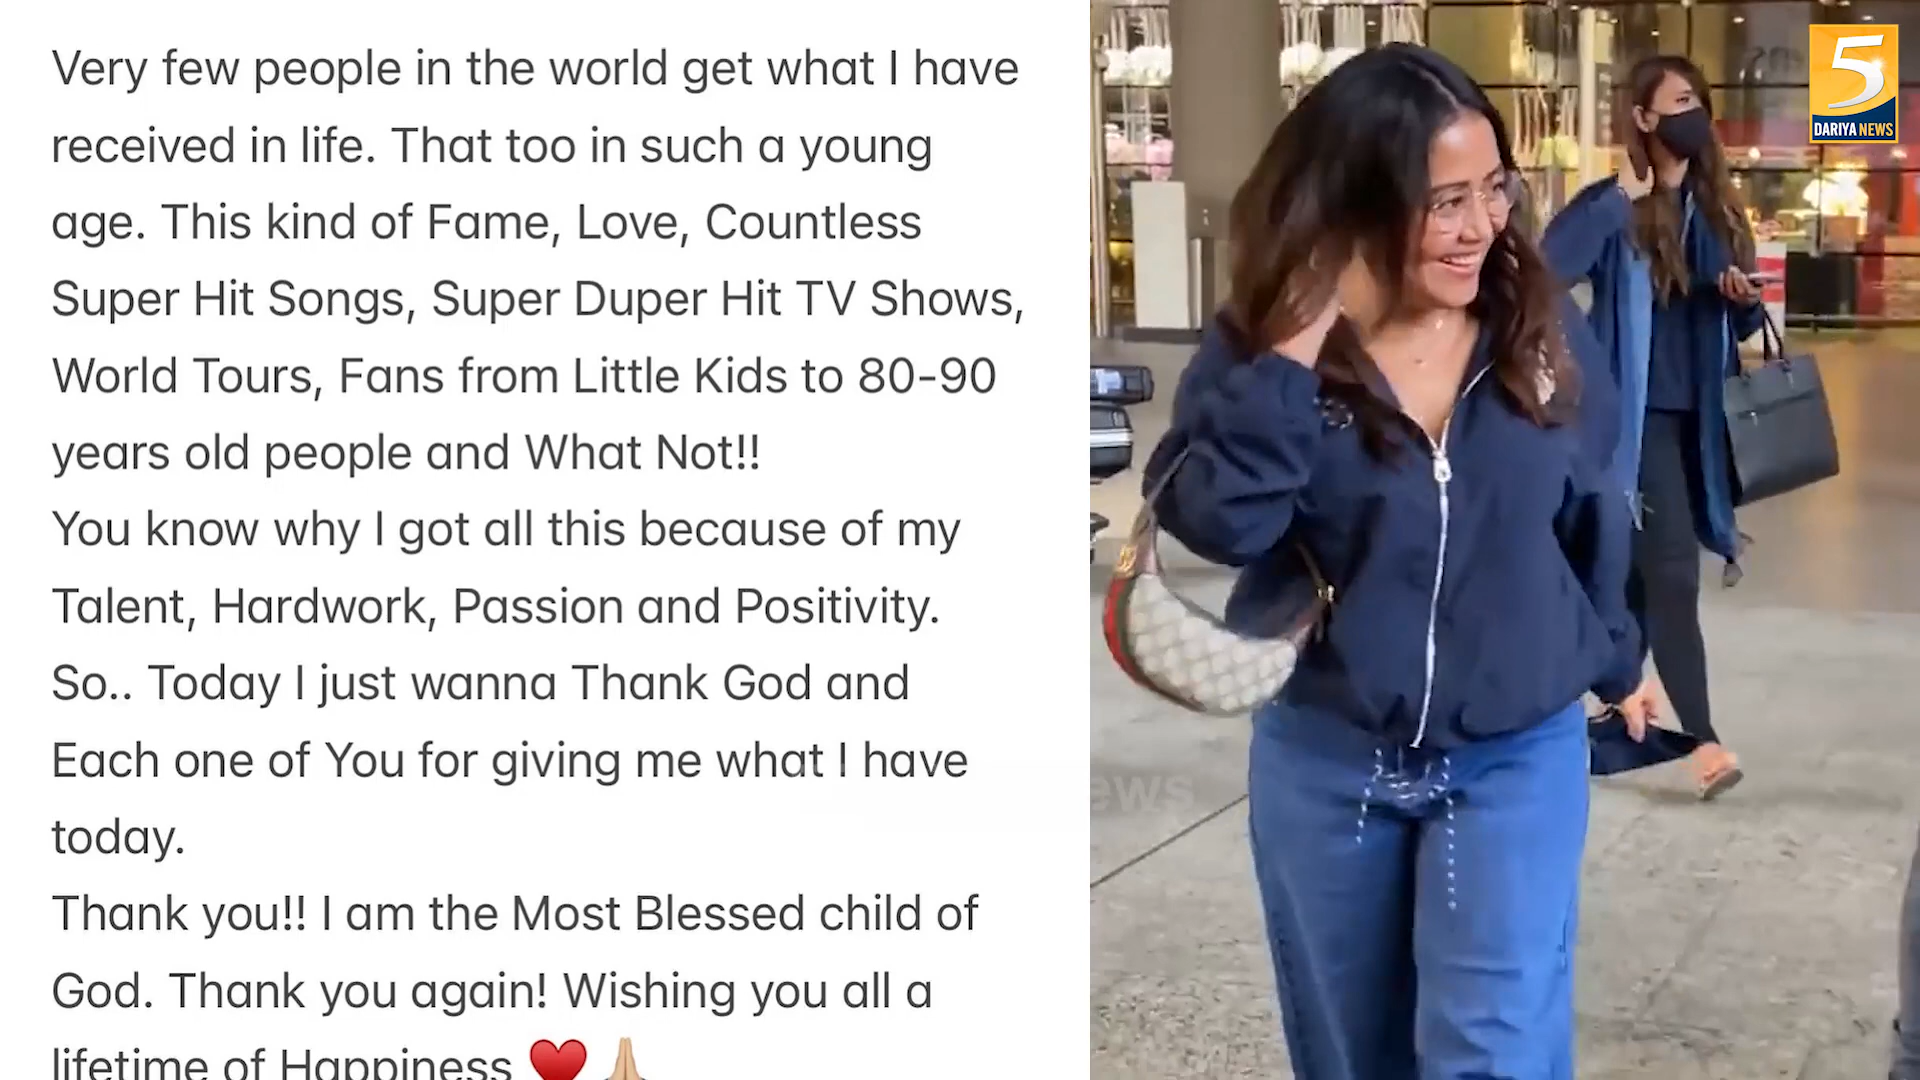 Very few people in the world get what I have
received in life. That too in such a young
age. This kind of Fame, Love, Countless
Super Hit Songs, Super Duper Hit TV Shows,
World Tours, Fans from Little Kids to 80-90
years old people and What Not!!
You know why I got all this because of my
Talent, Hardwork, Passion and Positivity.
So.. Today I just wanna Thank God and
Each one of You for giving me what I have
today.
Thank you!! I am the Most Blessed child of
God. Thank you again! Wishing you all a
lifetime of Happiness ♥️🙏🏼
5
DARIYA NEWS
ews